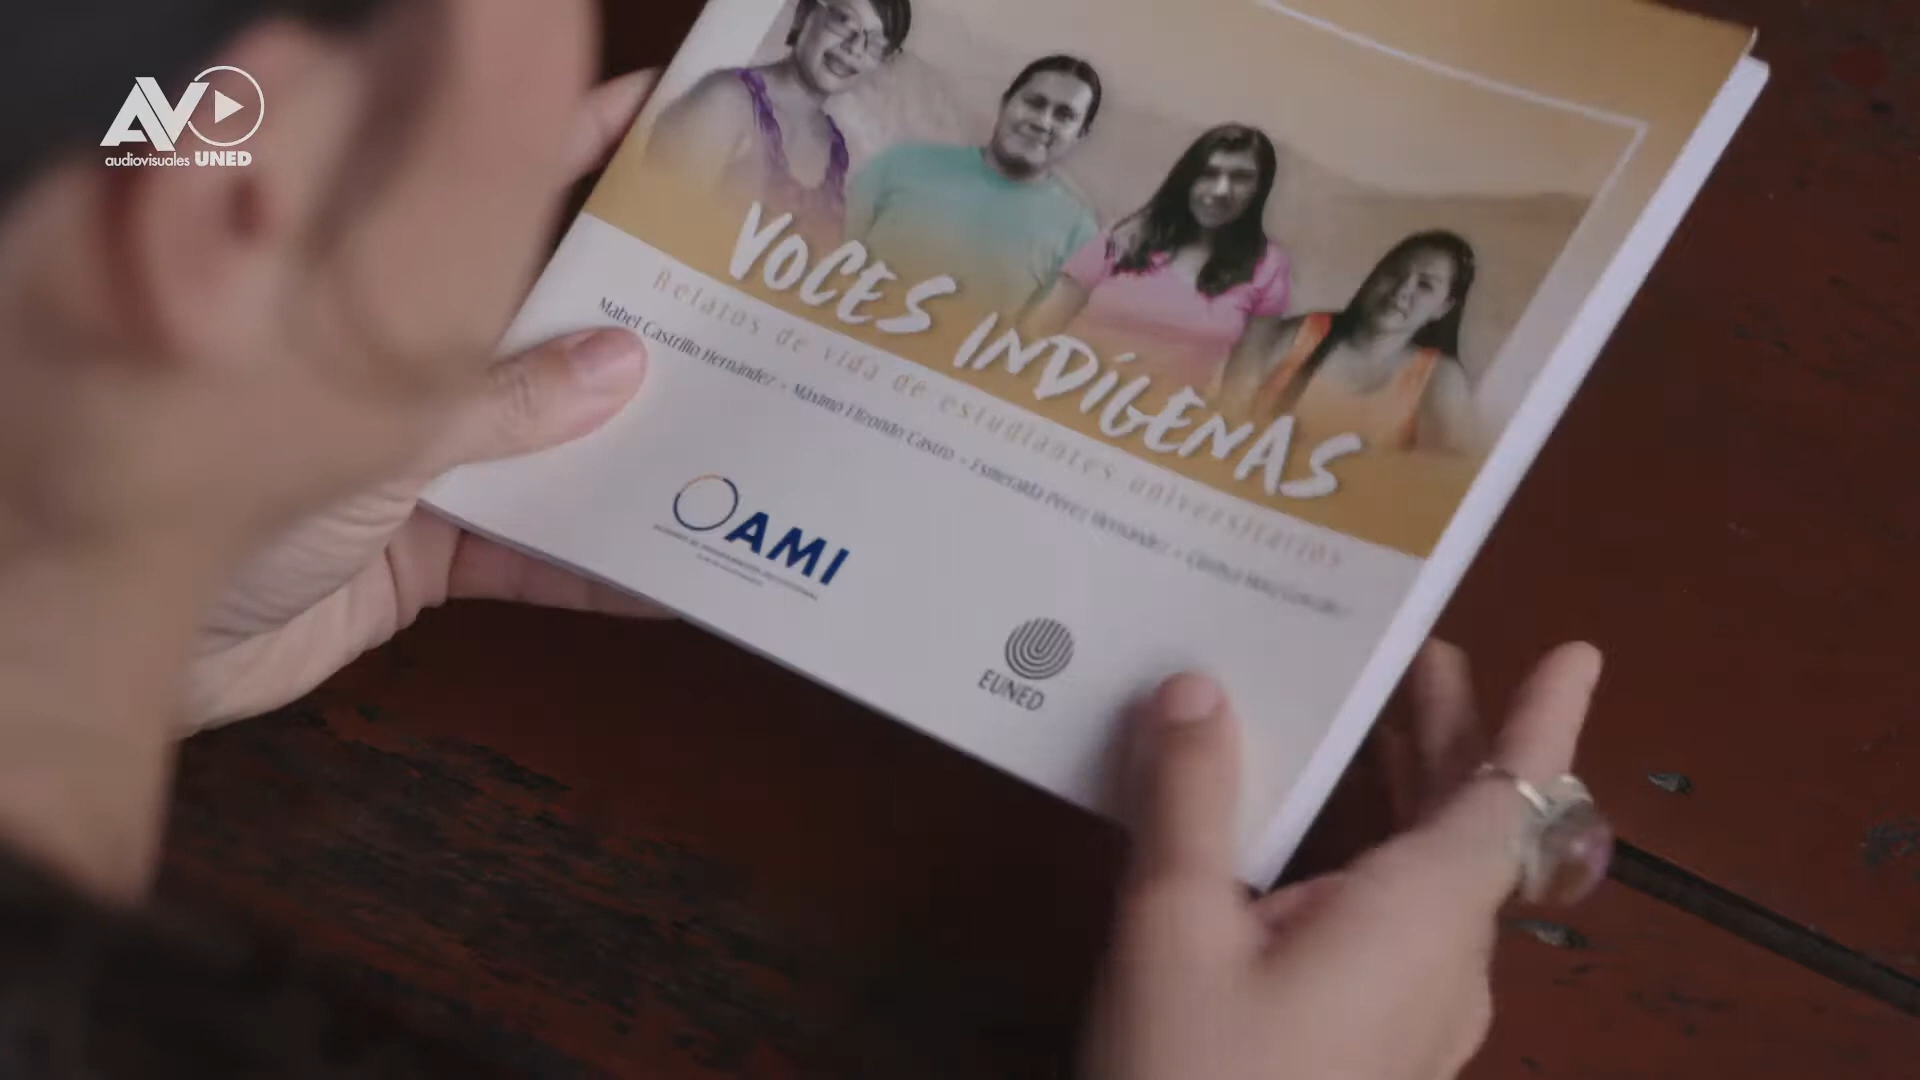 AV
audiovisuales UNED
VOCES INDÍGENAS
Relatos de vida de estudiantes universitarios
Mabel Castrillo Hernández - Máximo Elizondo Castro - Esmeralda Pérez Hernández -
AMI
EUNED